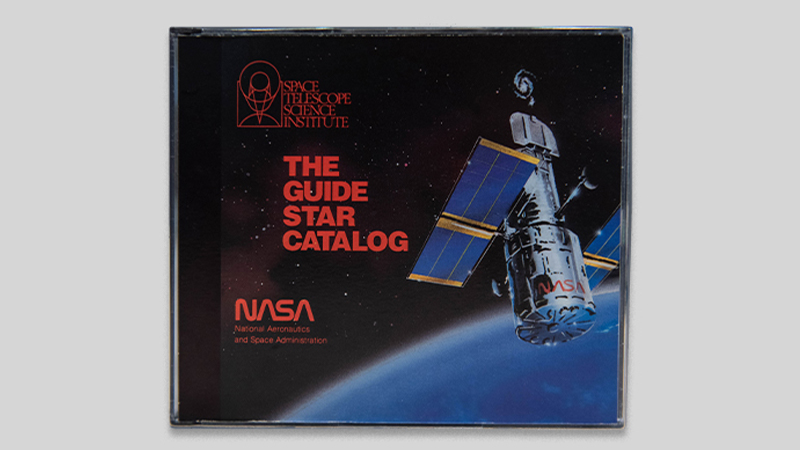 SPACE
TELESCOPE
SCIENCE
INSTITUTE
THE
GUIDE
STAR
CATALOG
NASA
National Aeronautics
and Space Administration
NASA